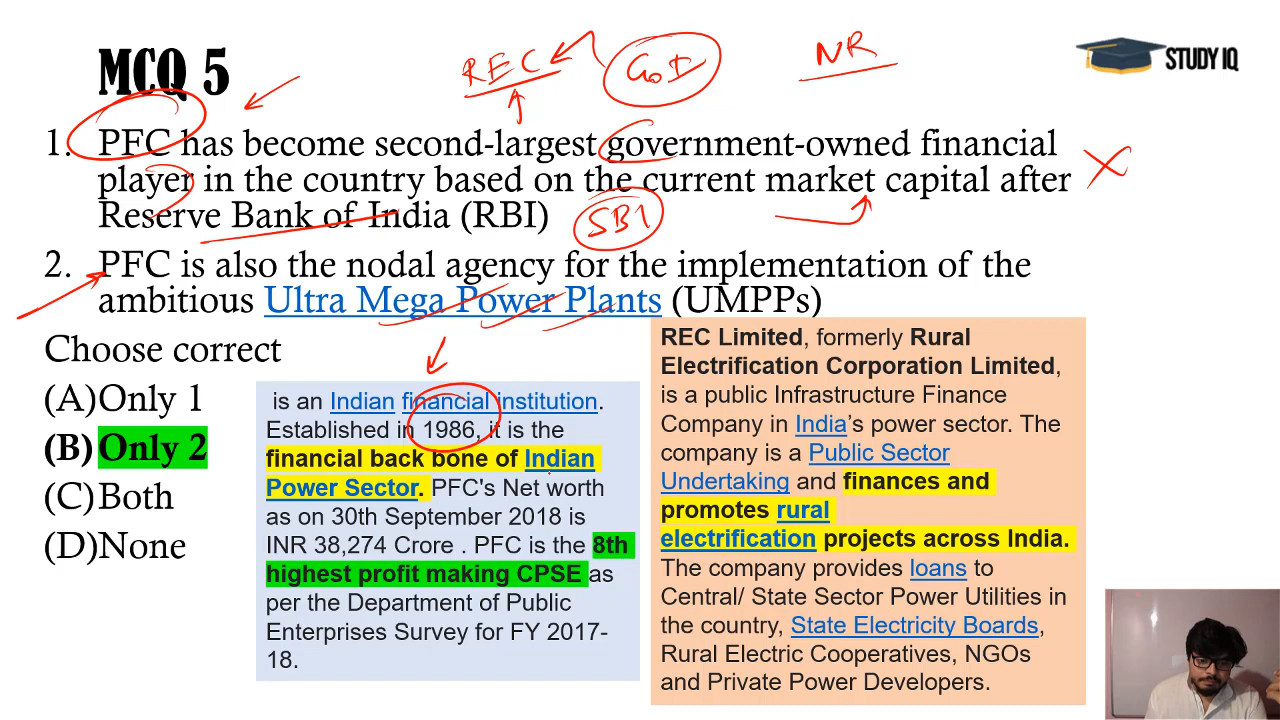 MCQ 5
REC
GoI
NR
STUDY IQ
1. PFC has become second-largest government-owned financial
player in the country based on the current market capital after
Reserve Bank of India (RBI)
SBI
2. PFC is also the nodal agency for the implementation of the
ambitious Ultra Mega Power Plants (UMPPs)
Choose correct
(A)Only 1
(B)Only 2
(C)Both
(D)None
is an Indian financial institution.
Established in 1986, it is the
financial back bone of Indian
Power Sector. PFC's Net worth
as on 30th September 2018 is
INR 38,274 Crore . PFC is the 8th
highest profit making CPSE as
per the Department of Public
Enterprises Survey for FY 2017-
18.
REC Limited, formerly Rural
Electrification Corporation Limited,
is a public Infrastructure Finance
Company in India’s power sector. The
company is a Public Sector
Undertaking and finances and
promotes rural
electrification projects across India.
The company provides loans to
Central/ State Sector Power Utilities in
the country, State Electricity Boards,
Rural Electric Cooperatives, NGOs
and Private Power Developers.